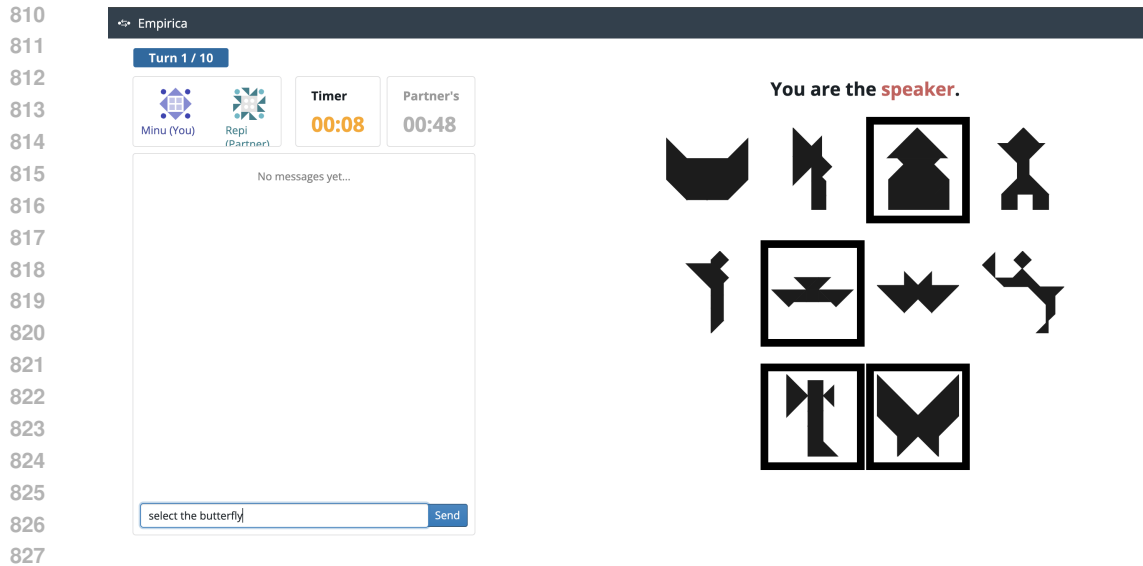 810
811
812
813
814
815
816
817
818
819
820
821
822
823
824
825
826
827
Empirica
Turn 1 / 10
Minu (You)
Repi
(Partner)
Timer
00:08
Partner's
00:48
No messages yet...
select the butterfly
Send
You are the speaker.